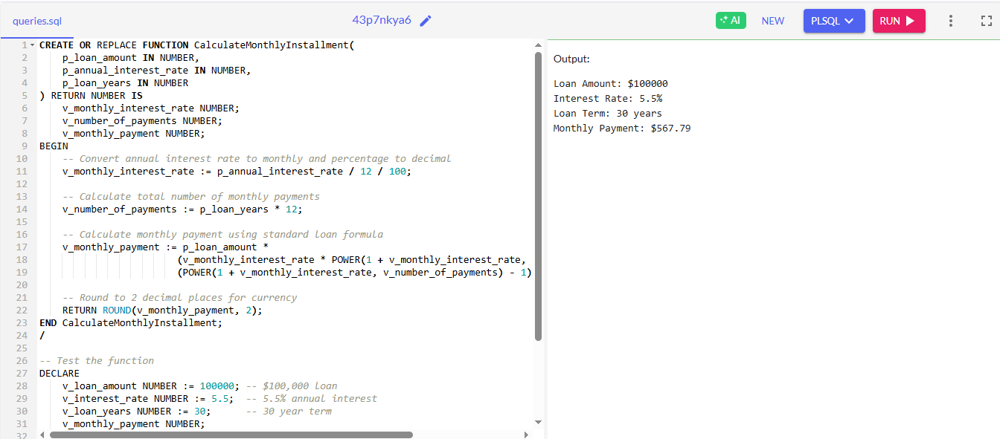 queries.sql
43p7nkya6
AI
NEW
PLSQL
RUN
1 CREATE OR REPLACE FUNCTION CalculateMonthlyInstallment(
2     p_loan_amount IN NUMBER,
3     p_annual_interest_rate IN NUMBER,
4     p_loan_years IN NUMBER
5 ) RETURN NUMBER IS
6     v_monthly_interest_rate NUMBER;
7     v_number_of_payments NUMBER;
8     v_monthly_payment NUMBER;
9 BEGIN
10     -- Convert annual interest rate to monthly and percentage to decimal
11     v_monthly_interest_rate := p_annual_interest_rate / 12 / 100;
12
13     -- Calculate total number of monthly payments
14     v_number_of_payments := p_loan_years * 12;
15
16     -- Calculate monthly payment using standard loan formula
17     v_monthly_payment := p_loan_amount *
18                         (v_monthly_interest_rate * POWER(1 + v_monthly_interest_rate,
19                         (POWER(1 + v_monthly_interest_rate, v_number_of_payments) - 1)
20
21     -- Round to 2 decimal places for currency
22     RETURN ROUND(v_monthly_payment, 2);
23 END CalculateMonthlyInstallment;
24 /
25
26 -- Test the function
27 DECLARE
28     v_loan_amount NUMBER := 100000; -- $100,000 loan
29     v_interest_rate NUMBER := 5.5;  -- 5.5% annual interest
30     v_loan_years NUMBER := 30;      -- 30 year term
31     v_monthly_payment NUMBER;
32
Output:
Loan Amount: $100000
Interest Rate: 5.5%
Loan Term: 30 years
Monthly Payment: $567.79